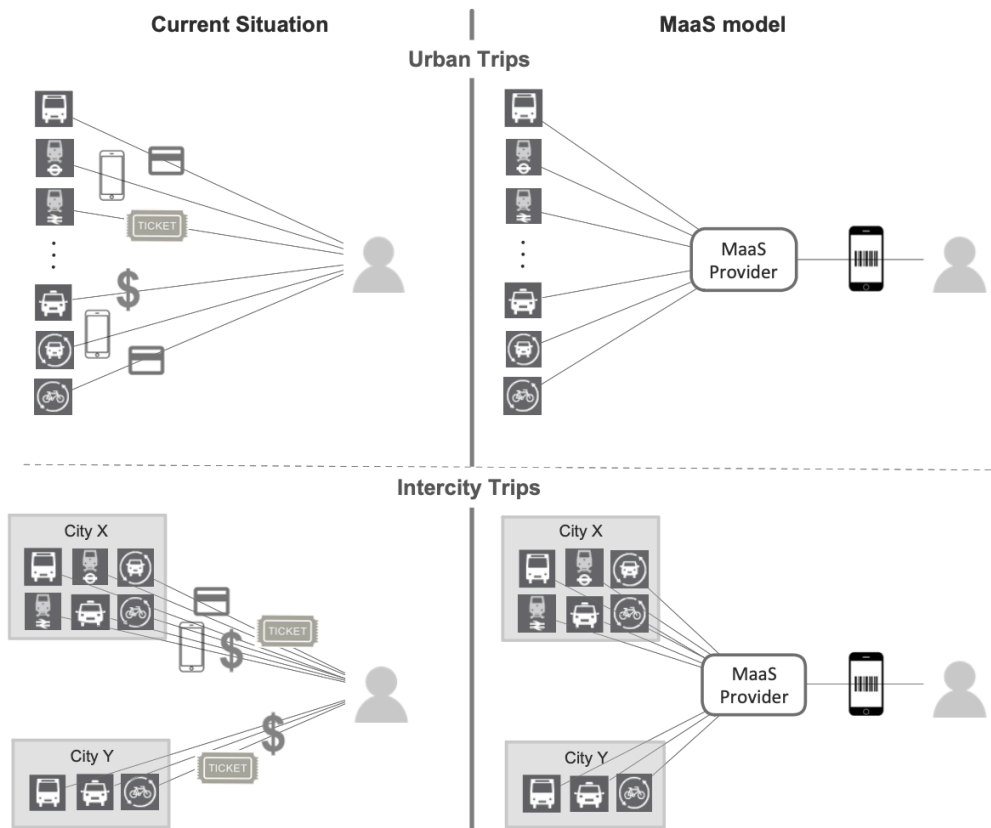 Current Situation
MaaS model
Urban Trips
TICKET
MaaS
Provider
Intercity Trips
City X
TICKET
City Y
TICKET
City X
MaaS
Provider
City Y